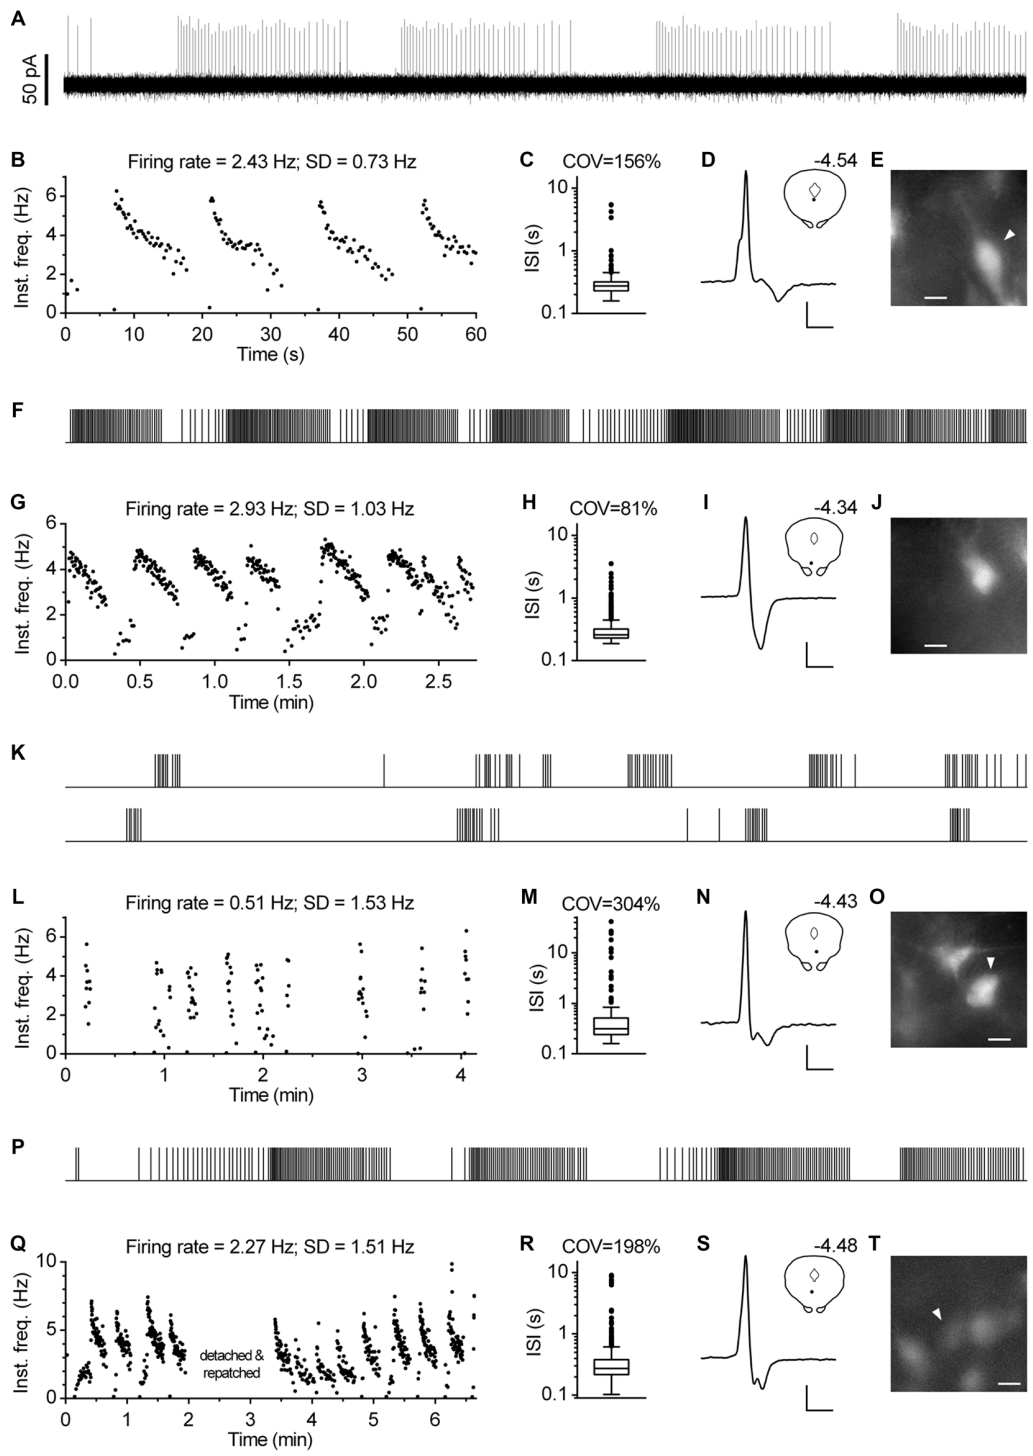 A
50 pA
B
Firing rate = 2.43 Hz; SD = 0.73 Hz
Inst. freq. (Hz)
6
4
2
0
0 10 20 30 40 50 60
Time (s)
C
COV=156%
ISI (s)
10
1
0.1
D
-4.54
E
F
G
Firing rate = 2.93 Hz; SD = 1.03 Hz
Inst. freq. (Hz)
6
4
2
0
0.0 0.5 1.0 1.5 2.0 2.5
Time (min)
H
COV=81%
ISI (s)
10
1
0.1
I
-4.34
J
K
L
Firing rate = 0.51 Hz; SD = 1.53 Hz
Inst. freq. (Hz)
6
4
2
0
0 1 2 3 4
Time (min)
M
COV=304%
ISI (s)
10
1
0.1
N
-4.43
O
P
Q
Firing rate = 2.27 Hz; SD = 1.51 Hz
Inst. freq. (Hz)
10
5
0
detached &
repatched
0 1 2 3 4 5 6
Time (min)
R
COV=198%
ISI (s)
10
1
0.1
S
-4.48
T